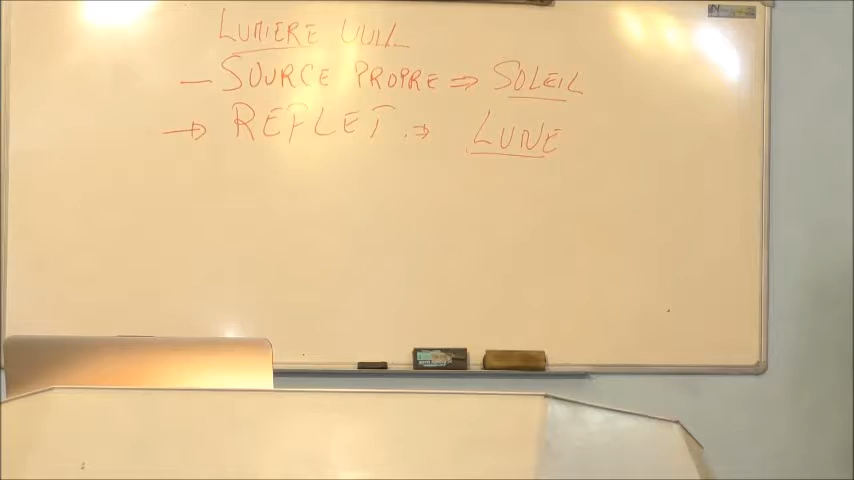 LUMIERE
— SOURCE PROPRE ⇒ SOLEIL
→ REFLET → LUNE